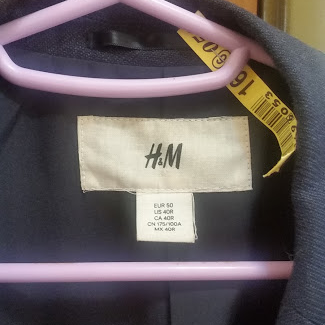 H&M
EUR 50
US 40R
CA 40R
CN 175/100A
MX 40R